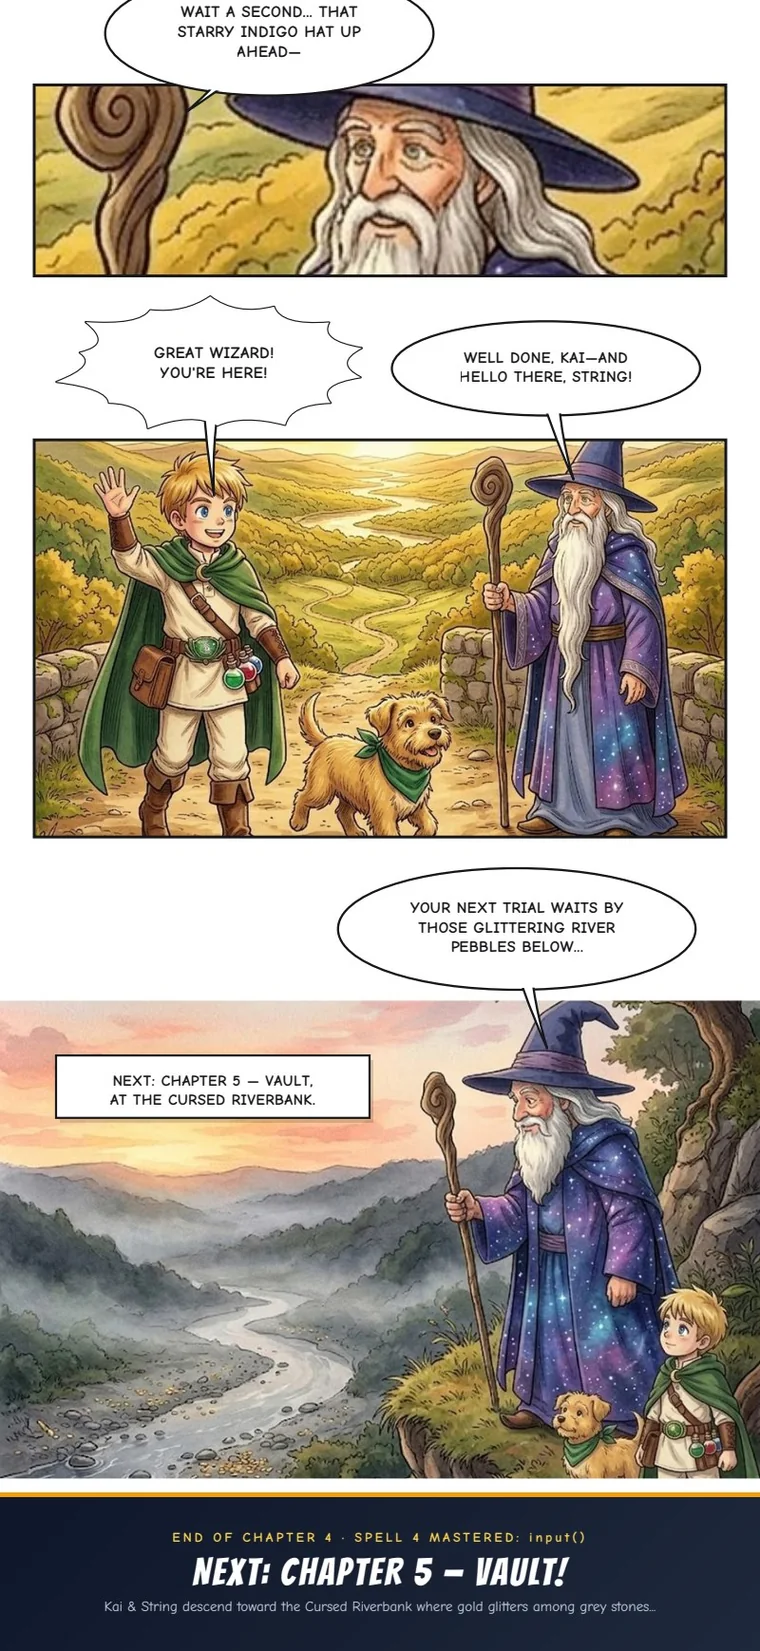 WAIT A SECOND... THAT
STARRY INDIGO HAT UP
AHEAD—
GREAT WIZARD!
YOU'RE HERE!
WELL DONE, KAI—AND
HELLO THERE, STRING!
YOUR NEXT TRIAL WAITS BY
THOSE GLITTERING RIVER
PEBBLES BELOW...
NEXT: CHAPTER 5 — VAULT,
AT THE CURSED RIVERBANK.
END OF CHAPTER 4 · SPELL 4 MASTERED: input()
NEXT: CHAPTER 5 — VAULT!
Kai & String descend toward the Cursed Riverbank where gold glitters among grey stones...